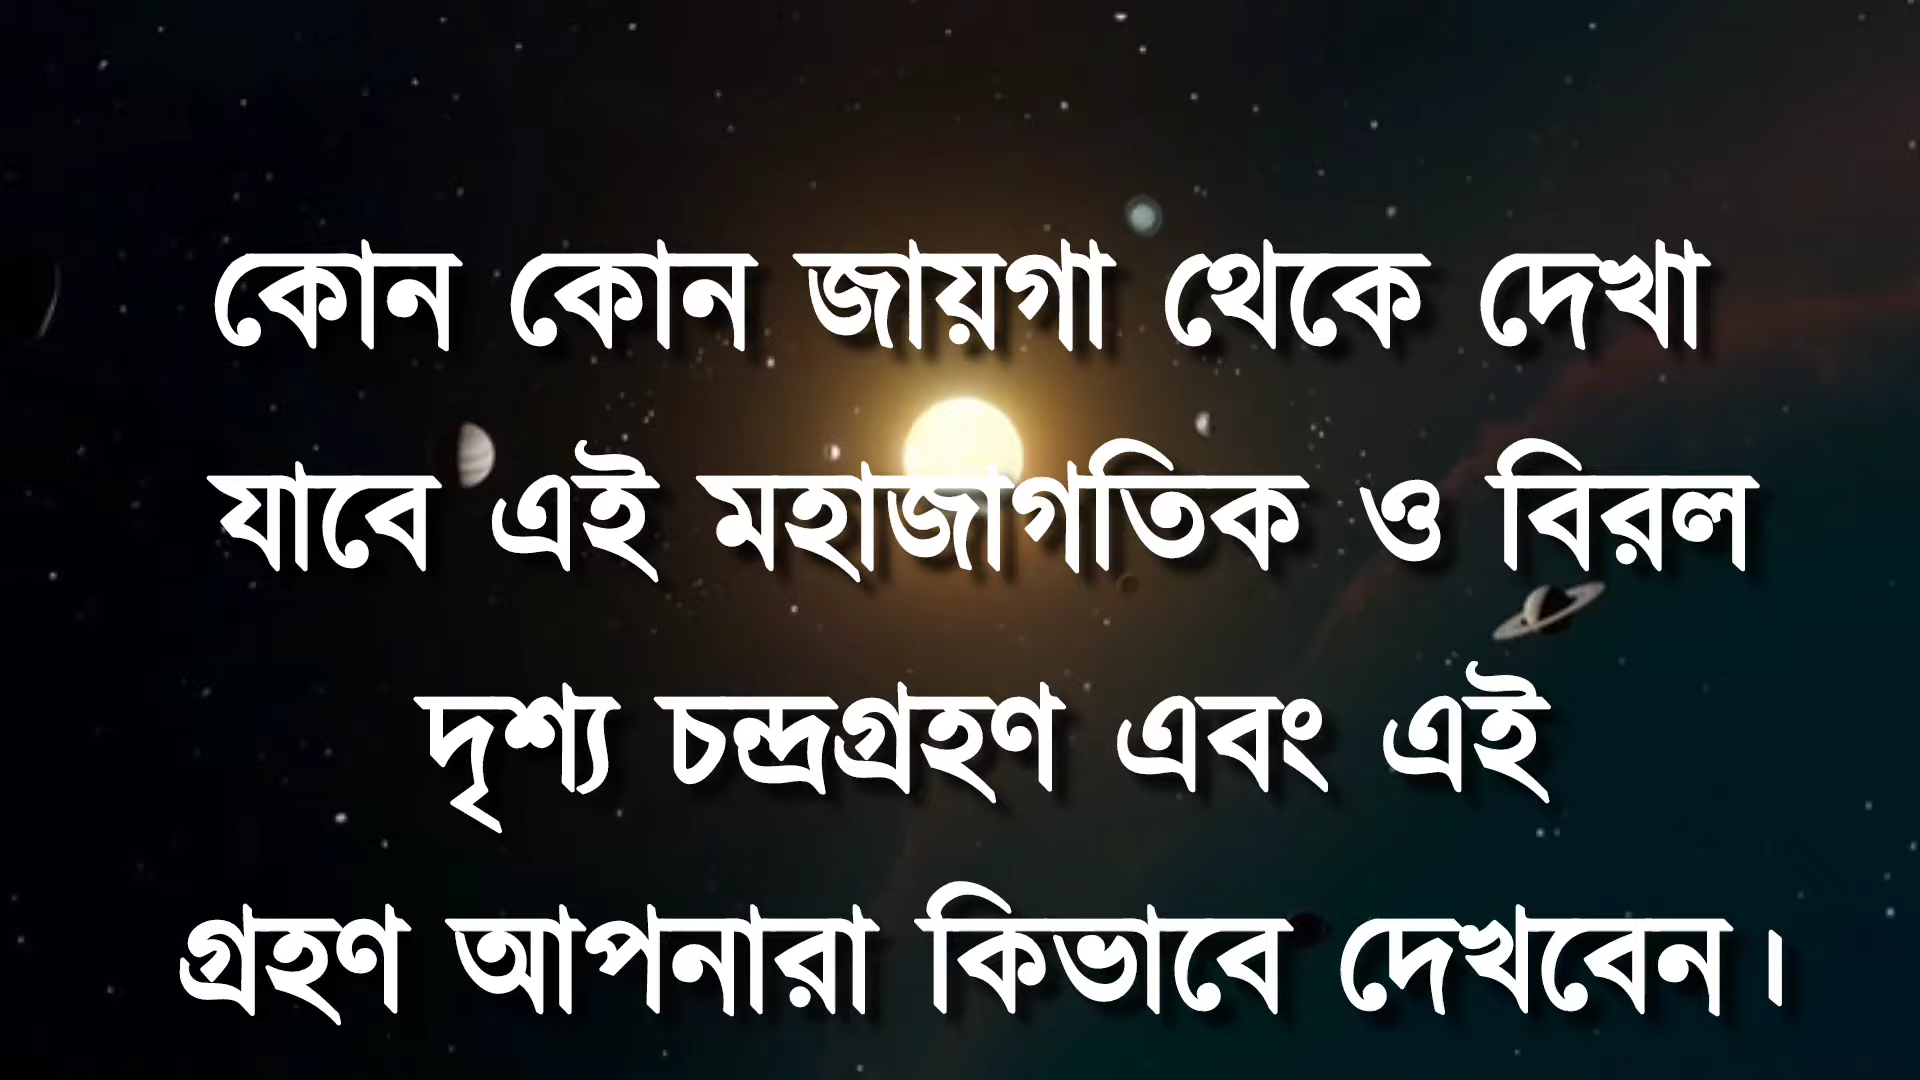 কোন কোন জায়গা থেকে দেখা
যাবে এই মহাজাগতিক ও বিরল
দৃশ্য চন্দ্রগ্রহণ এবং এই
গ্রহণ আপনারা কিভাবে দেখবেন।